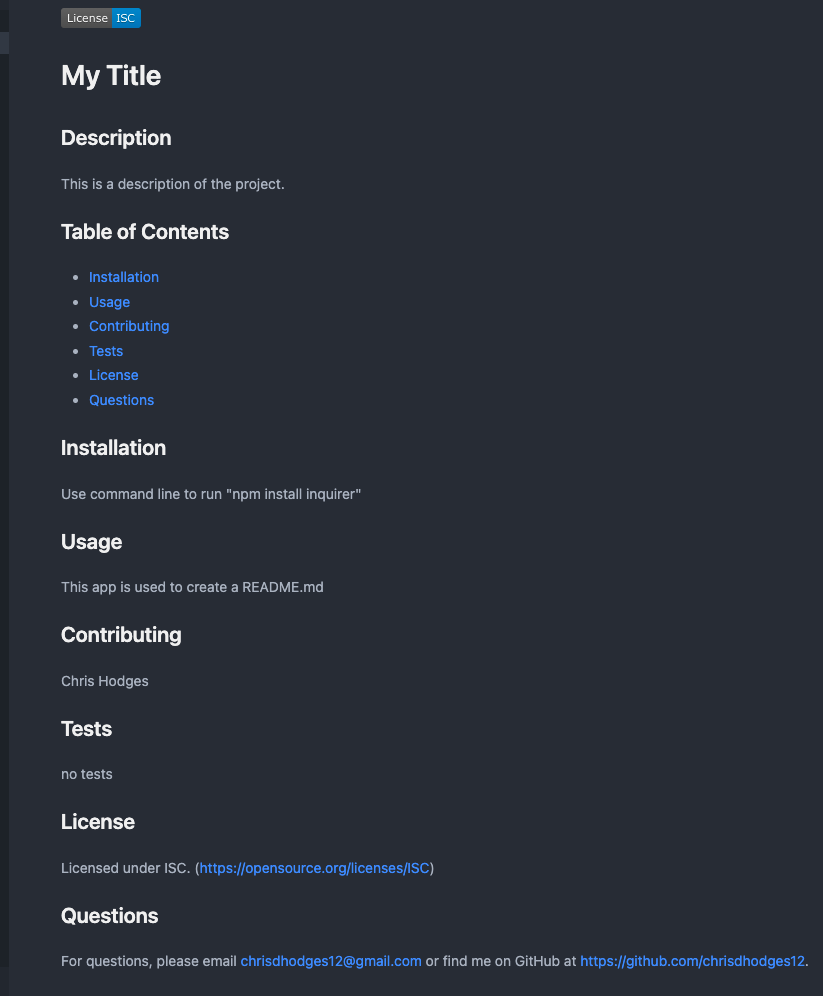 License ISC
My Title
Description
This is a description of the project.
Table of Contents
Installation
Usage
Contributing
Tests
License
Questions
Installation
Use command line to run "npm install inquirer"
Usage
This app is used to create a README.md
Contributing
Chris Hodges
Tests
no tests
License
Licensed under ISC. (https://opensource.org/licenses/ISC)
Questions
For questions, please email chrisdhodges12@gmail.com or find me on GitHub at https://github.com/chrisdhodges12.